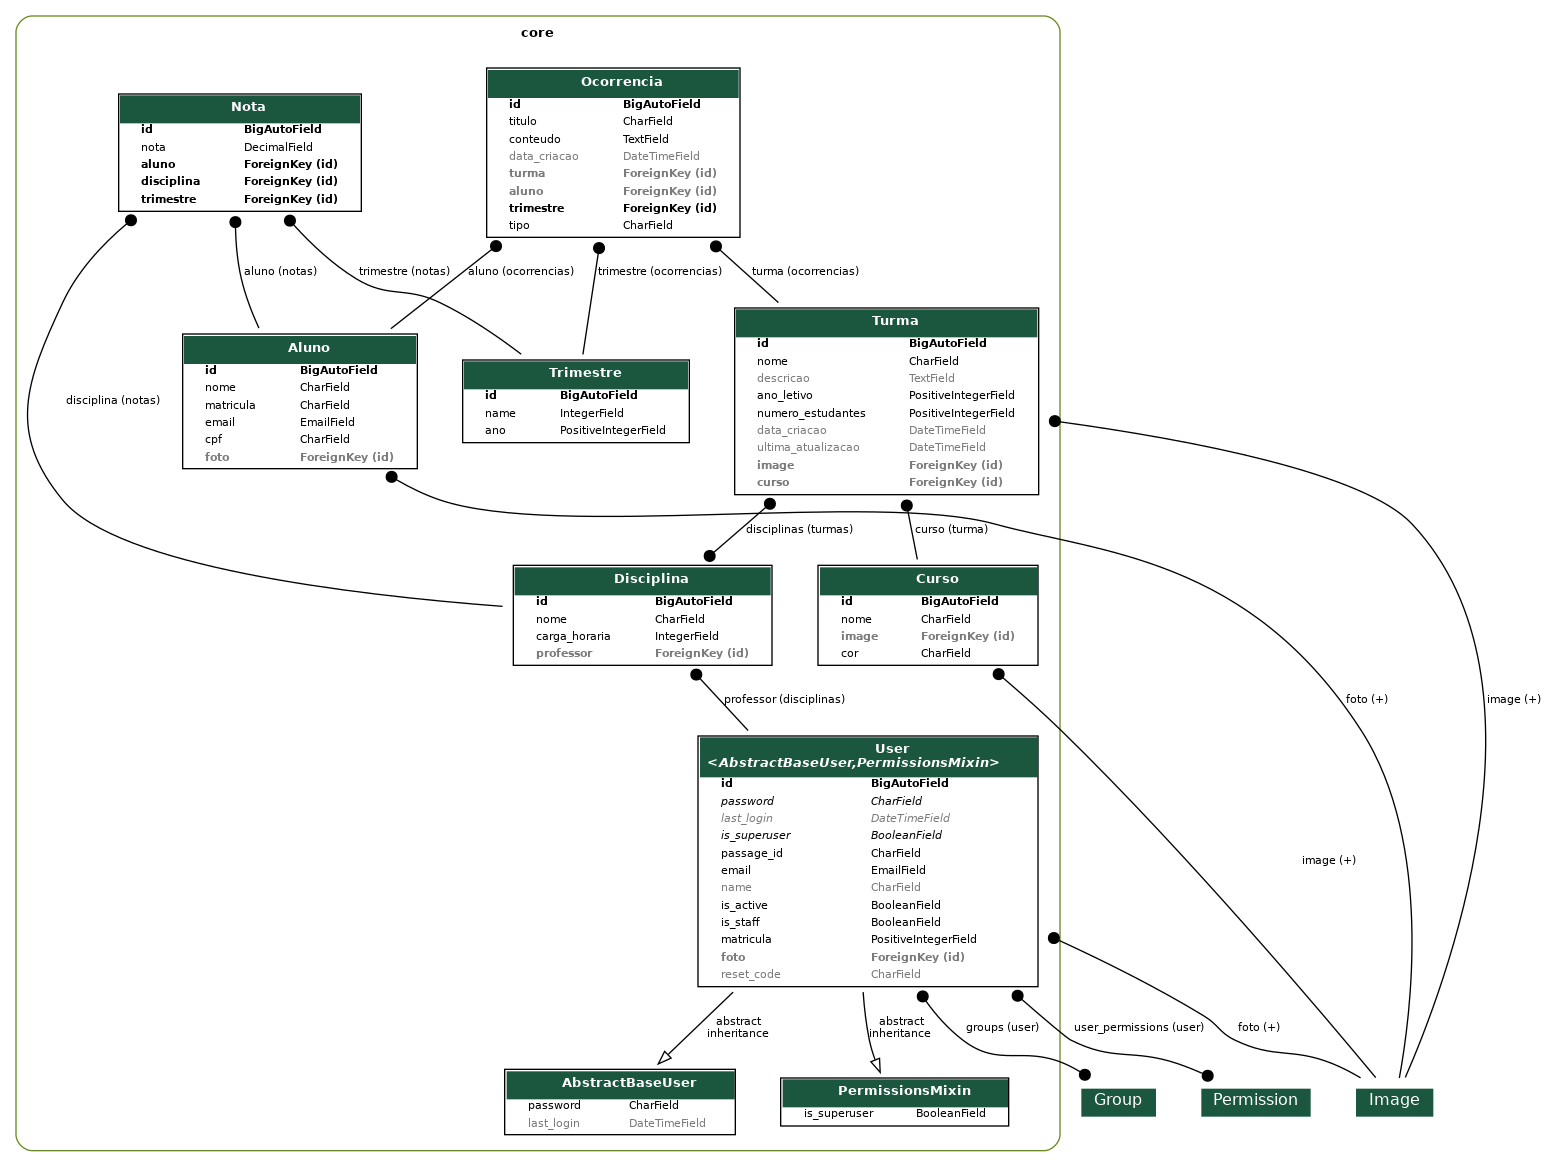 core
Nota
id BigAutoField
nota DecimalField
aluno ForeignKey (id)
disciplina ForeignKey (id)
trimestre ForeignKey (id)
Ocorrencia
id BigAutoField
titulo CharField
conteudo TextField
data_criacao DateTimeField
turma ForeignKey (id)
aluno ForeignKey (id)
trimestre ForeignKey (id)
tipo CharField
aluno (notas)
trimestre (notas)
aluno (ocorrencias)
trimestre (ocorrencias)
turma (ocorrencias)
disciplina (notas)
Aluno
id BigAutoField
nome CharField
matricula CharField
email EmailField
cpf CharField
foto ForeignKey (id)
Trimestre
id BigAutoField
name IntegerField
ano PositiveIntegerField
Turma
id BigAutoField
nome CharField
descricao TextField
ano_letivo PositiveIntegerField
numero_estudantes PositiveIntegerField
data_criacao DateTimeField
ultima_atualizacao DateTimeField
image ForeignKey (id)
curso ForeignKey (id)
disciplinas (turmas)
curso (turma)
Disciplina
id BigAutoField
nome CharField
carga_horaria IntegerField
professor ForeignKey (id)
Curso
id BigAutoField
nome CharField
image ForeignKey (id)
cor CharField
professor (disciplinas)
foto (+)
image (+)
User
<AbstractBaseUser,PermissionsMixin>
id BigAutoField
password CharField
last_login DateTimeField
is_superuser BooleanField
passage_id CharField
email EmailField
name CharField
is_active BooleanField
is_staff BooleanField
matricula PositiveIntegerField
foto ForeignKey (id)
reset_code CharField
image (+)
abstract
inheritance
abstract
inheritance
groups (user)
user_permissions (user)
foto (+)
AbstractBaseUser
password CharField
last_login DateTimeField
PermissionsMixin
is_superuser BooleanField
Group
Permission
Image